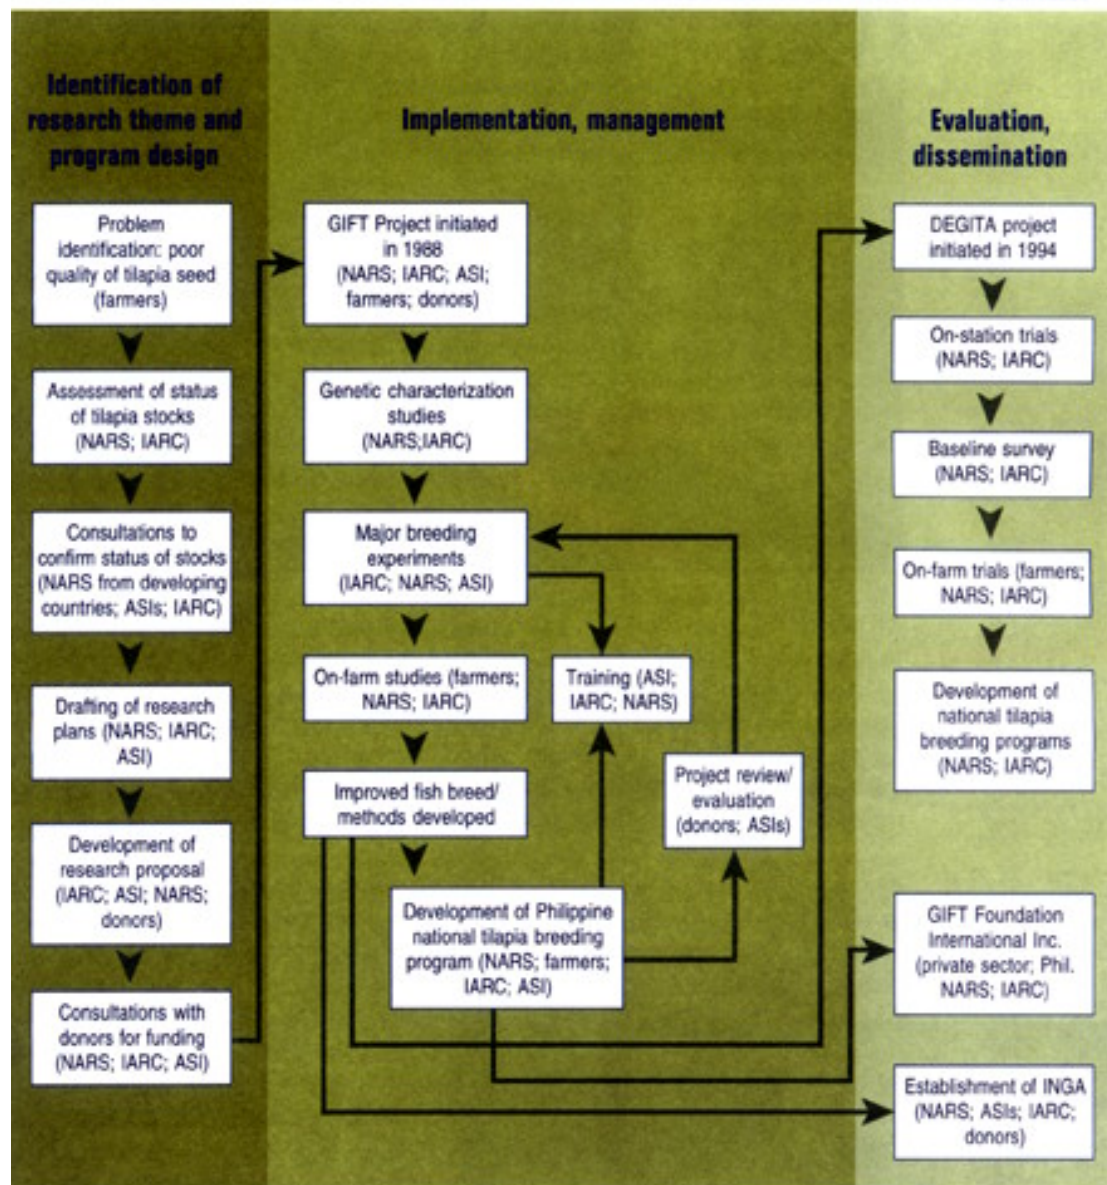 Identification of
research theme and
program design
Problem
identification: poor
quality of tilapia seed
(farmers)
Assessment of status
of tilapia stocks
(NARS; IARC)
Consultations to
confirm status of stocks
(NARS from developing
countries; ASIs; IARC)
Drafting of research
plans (NARS; IARC;
ASI)
Development of
research proposal
(IARC; ASI; NARS;
donors)
Consultations with
donors for funding
(NARS; IARC; ASI)
Implementation, management
GIFT Project initiated
in 1988
(NARS; IARC; ASI;
farmers; donors)
Genetic characterization
studies
(NARS;IARC)
Major breeding
experiments
(IARC; NARS; ASI)
On-farm studies (farmers;
NARS; IARC)
Training (ASI;
IARC; NARS)
Improved fish breed/
methods developed
Project review/
evaluation
(donors; ASIs)
Development of Philippine
national tilapia breeding
program (NARS; farmers;
IARC; ASI)
Evaluation,
dissemination
DEGITA project
initiated in 1994
On-station trials
(NARS; IARC)
Baseline survey
(NARS; IARC)
On-farm trials (farmers;
NARS; IARC)
Development of
national tilapia
breeding programs
(NARS; IARC)
GIFT Foundation
International Inc.
(private sector; Phil.
NARS; IARC)
Establishment of INGA
(NARS; ASIs; IARC;
donors)